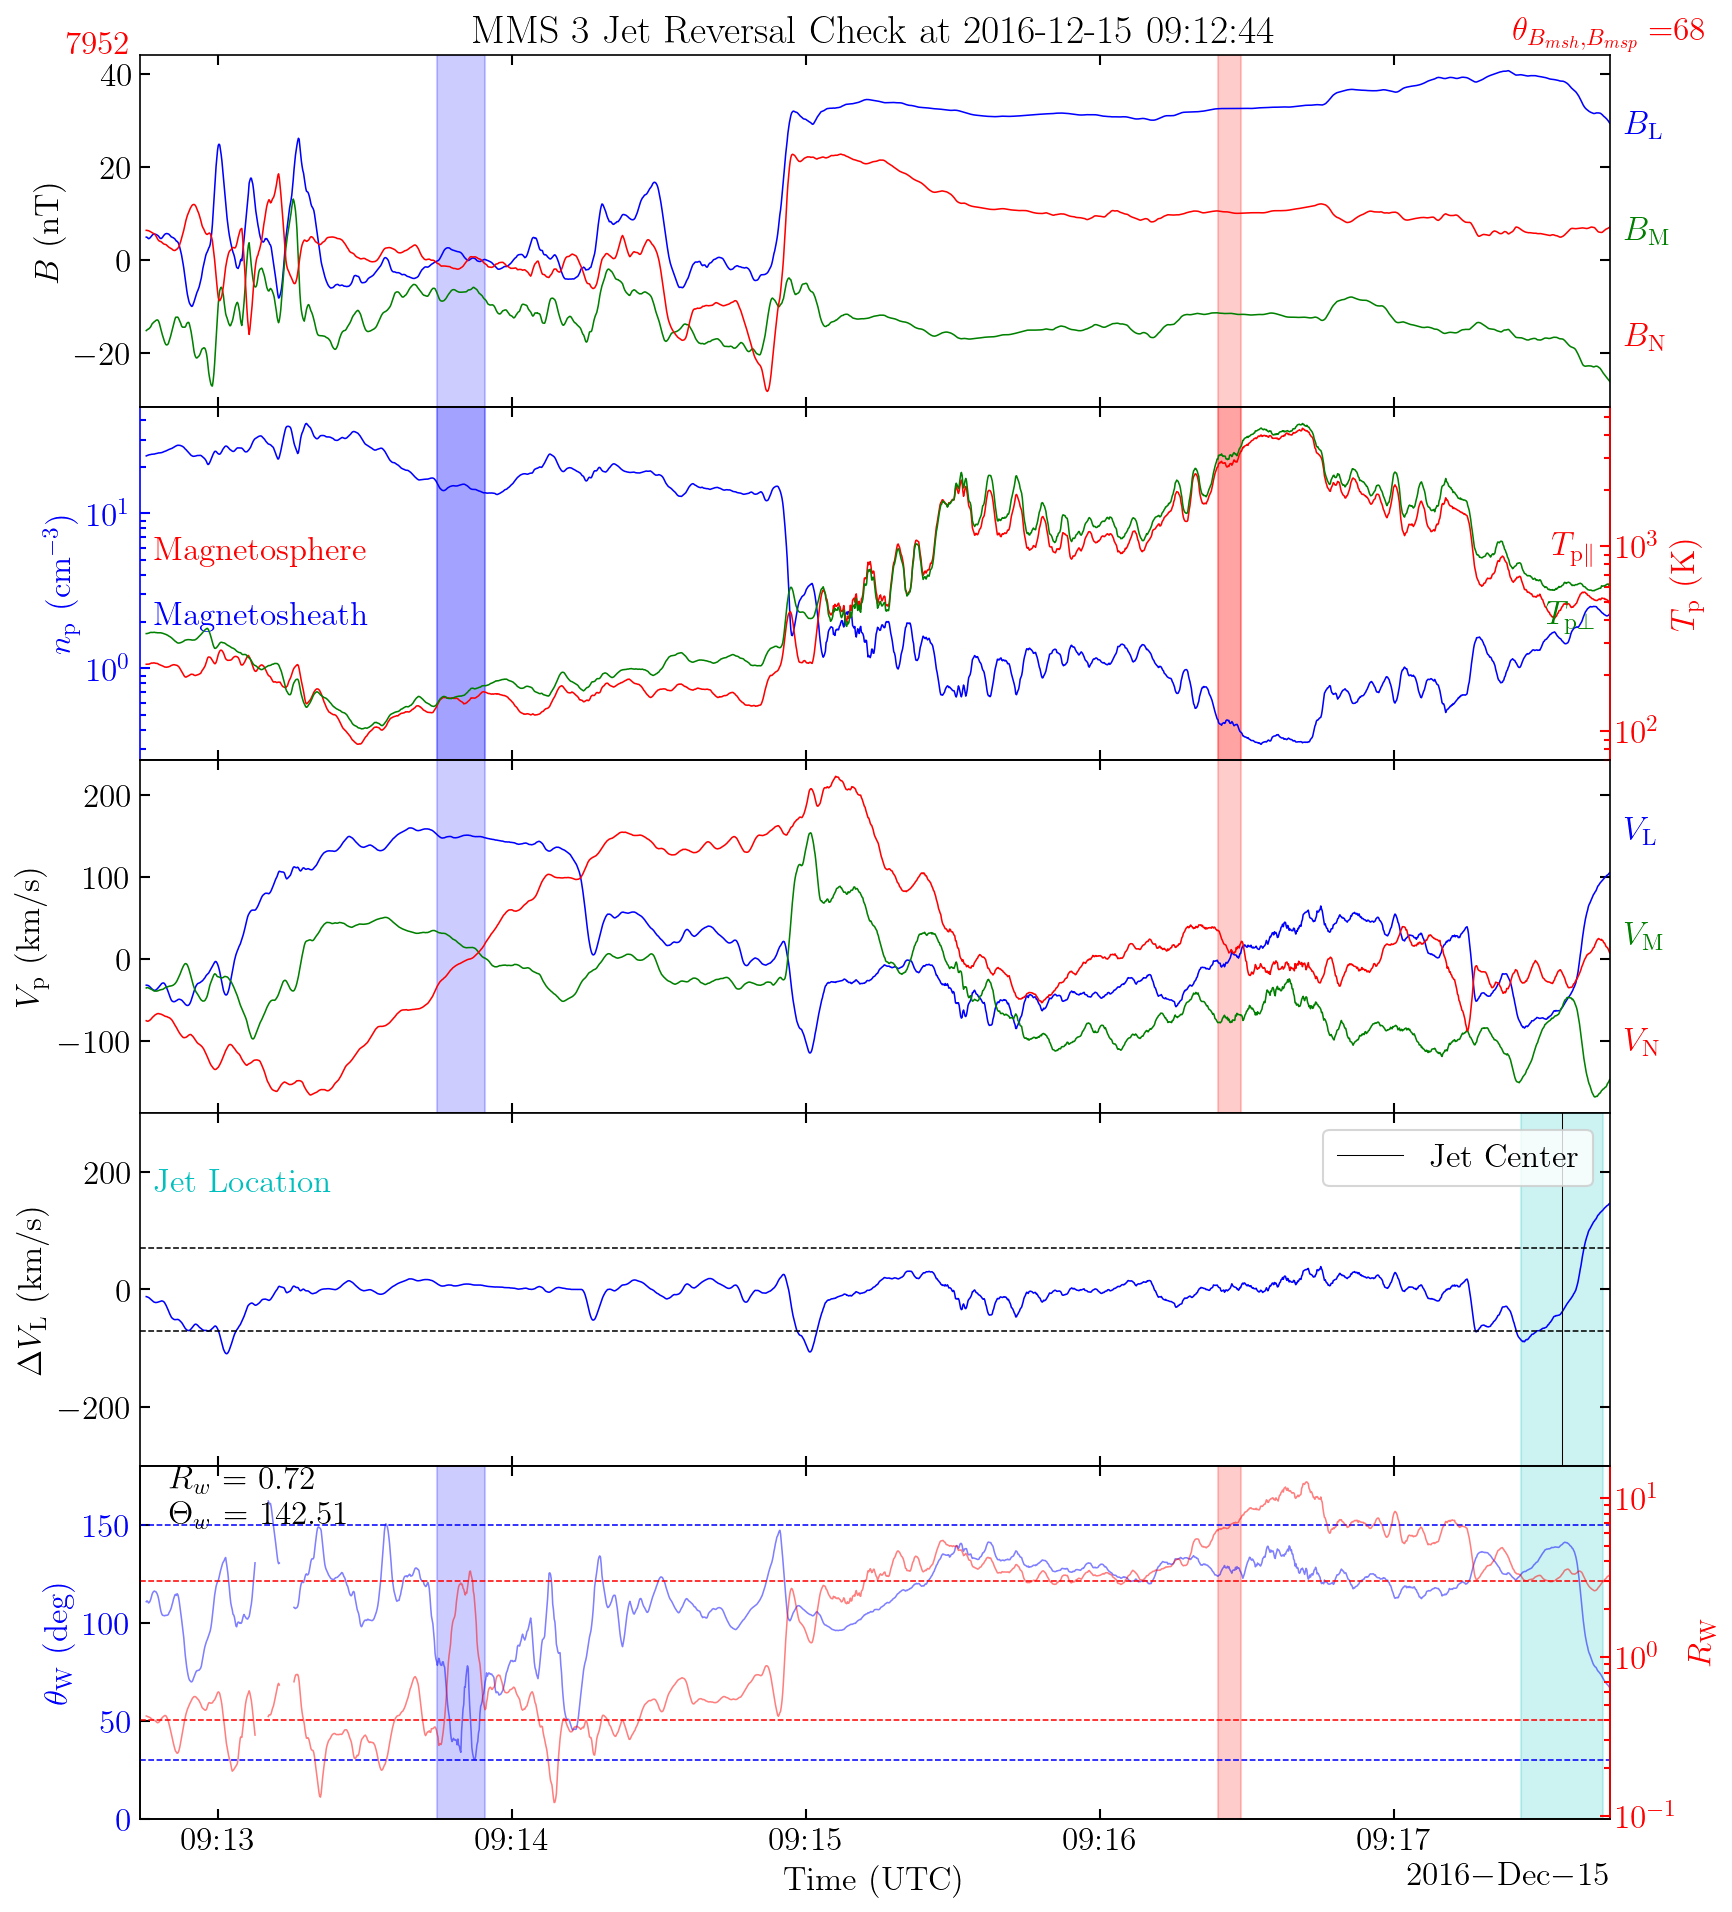 MMS 3 Jet Reversal Check at 2016-12-15 09:12:44
7952
θ_{B_{msh},B_{msp}} =68
40
20
0
−20
B (nT)
B_L
B_M
B_N
10^1
10^0
n_p (cm^{−3})
Magnetosphere
Magnetosheath
T_{p∥}
T_{p⊥}
10^3
10^2
T_p (K)
200
100
0
−100
V_p (km/s)
V_L
V_M
V_N
Jet Location
Jet Center
200
0
−200
ΔV_L (km/s)
R_w = 0.72
Θ_w = 142.51
150
100
50
0
θ_W (deg)
10^1
10^0
10^{−1}
R_W
09:13 09:14 09:15 09:16 09:17
Time (UTC)
2016−Dec−15